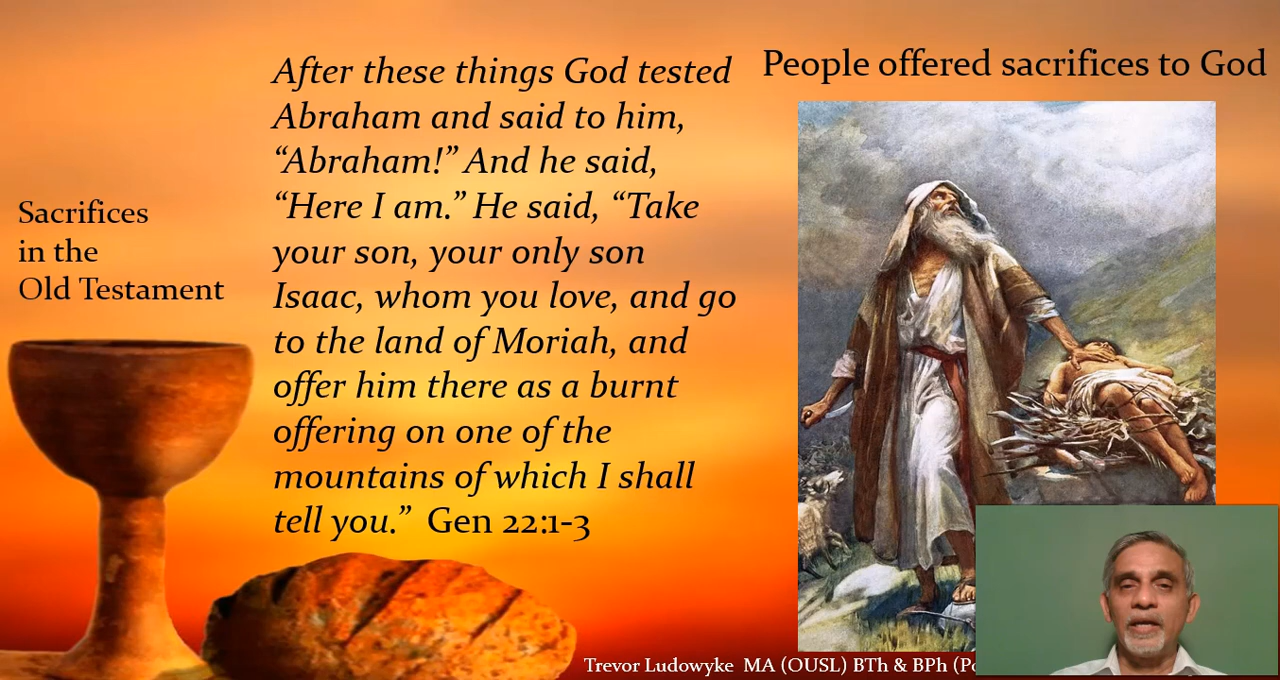 Sacrifices
in the
Old Testament
After these things God tested
Abraham and said to him,
“Abraham!” And he said,
“Here I am.” He said, “Take
your son, your only son
Isaac, whom you love, and go
to the land of Moriah, and
offer him there as a burnt
offering on one of the
mountains of which I shall
tell you.” Gen 22:1-3
People offered sacrifices to God
Trevor Ludowyke MA (OUSL) BTh & BPh